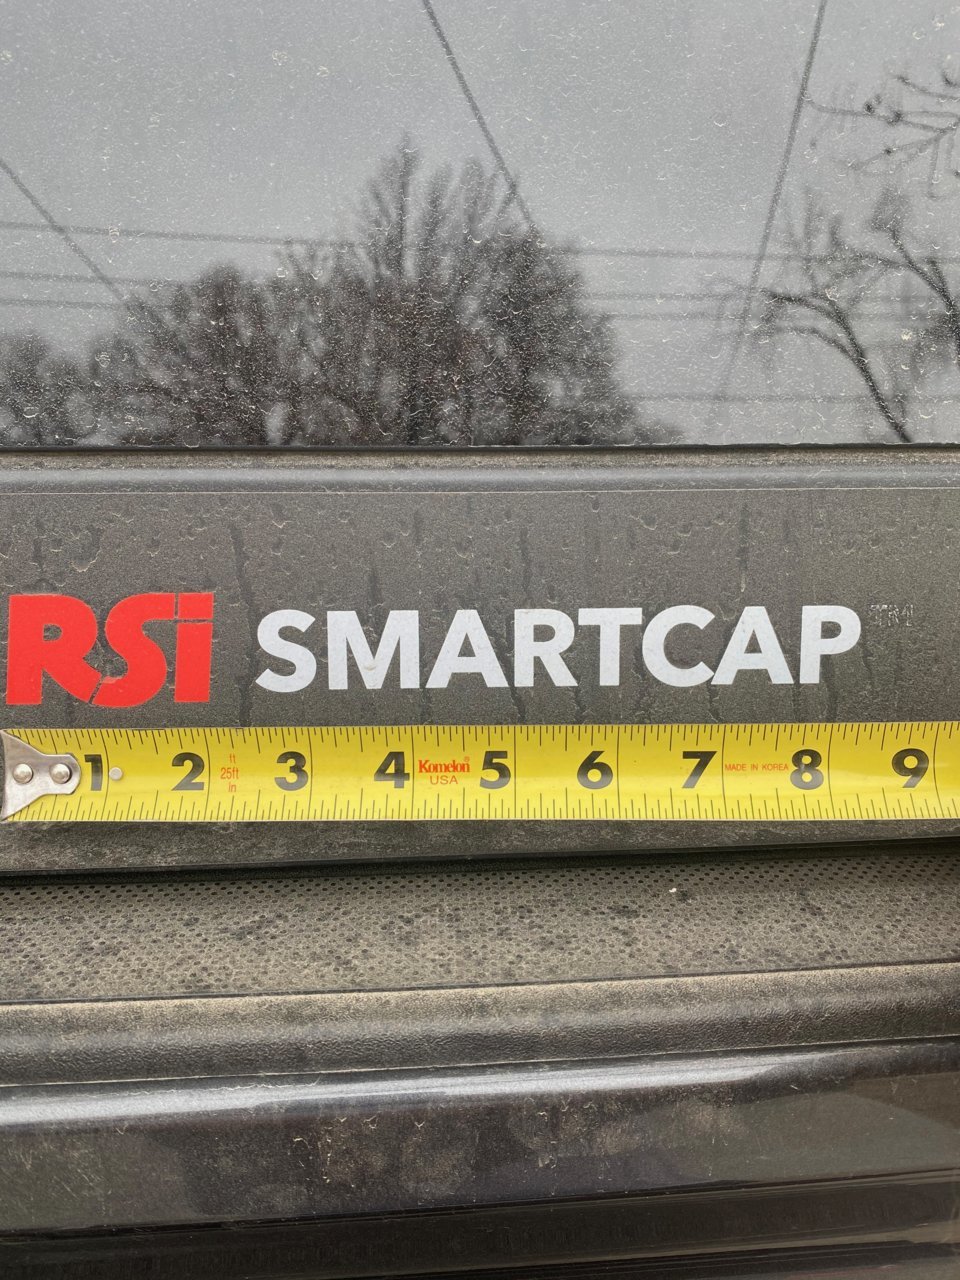 RSi SMARTCAP
1 2 ft 3 4 Komelon® 5 6 7 MADE IN KOREA 8 9
25ft USA
in